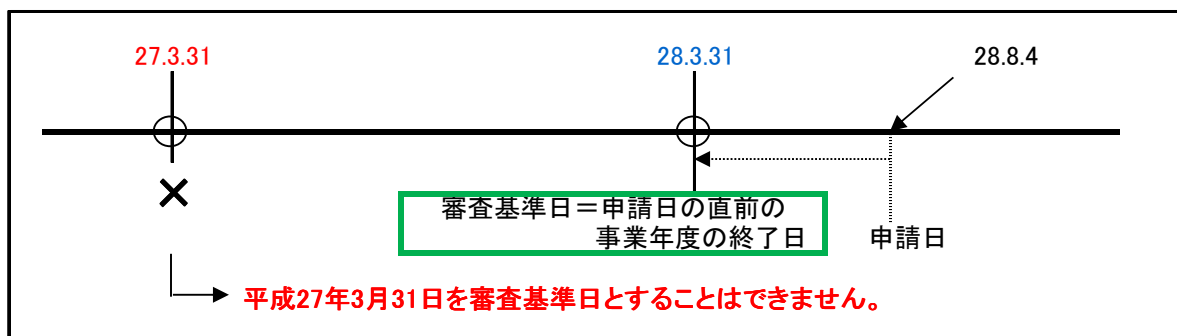 27.3.31
28.3.31
28.8.4
×
審査基準日＝申請日の直前の
事業年度の終了日
申請日
平成27年3月31日を審査基準日とすることはできません。